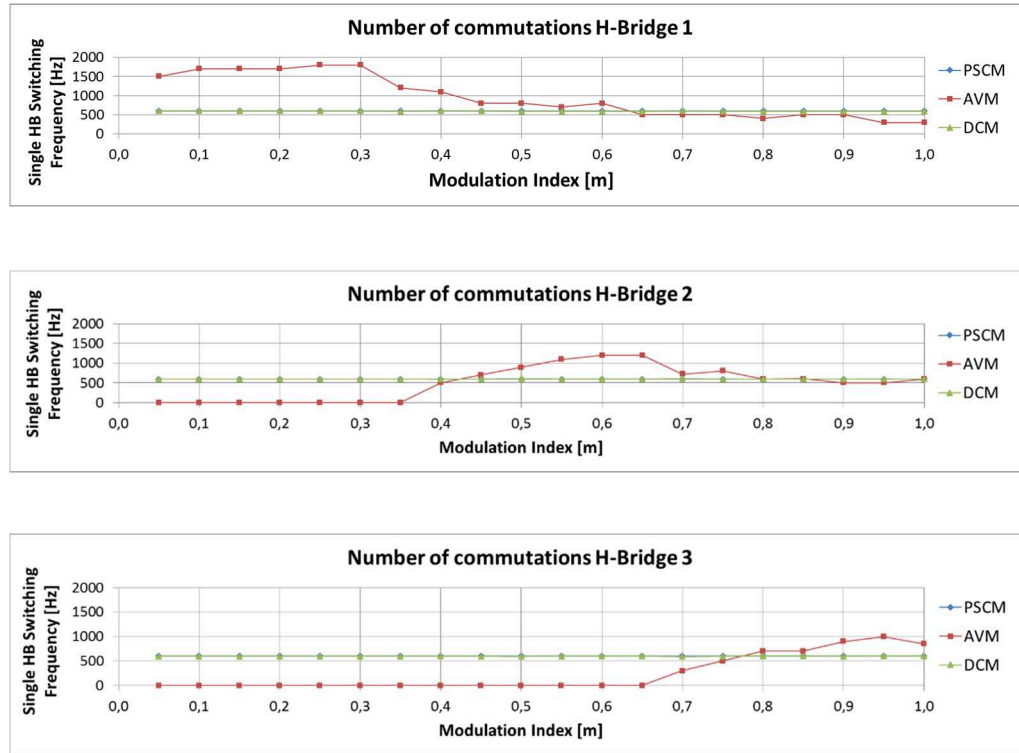 Number of commutations H-Bridge 1
Single HB Switching
Frequency [Hz]
2000
1500
1000
500
0
0,0 0,1 0,2 0,3 0,4 0,5 0,6 0,7 0,8 0,9 1,0
Modulation Index [m]
PSCM
AVM
DCM
Number of commutations H-Bridge 2
Single HB Switching
Frequency [Hz]
2000
1500
1000
500
0
0,0 0,1 0,2 0,3 0,4 0,5 0,6 0,7 0,8 0,9 1,0
Modulation Index [m]
PSCM
AVM
DCM
Number of commutations H-Bridge 3
Single HB Switching
Frequency [Hz]
2000
1500
1000
500
0
0,0 0,1 0,2 0,3 0,4 0,5 0,6 0,7 0,8 0,9 1,0
Modulation Index [m]
PSCM
AVM
DCM